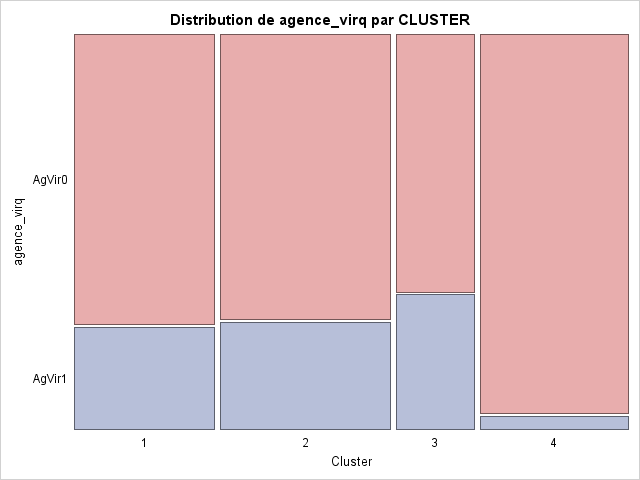 Distribution de agence_virq par CLUSTER
AgVir0
agence_virq
AgVir1
1 2 3 4
Cluster